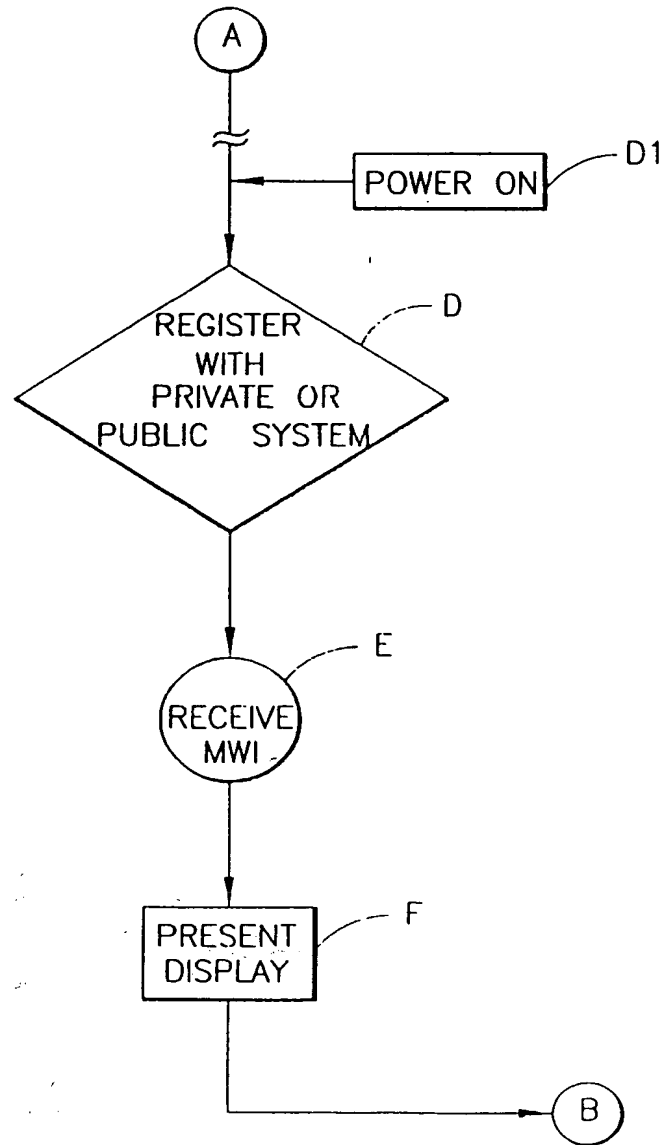 A
POWER ON
D1
REGISTER
WITH
PRIVATE OR
PUBLIC SYSTEM
D
RECEIVE
MWI
E
PRESENT
DISPLAY
F
B